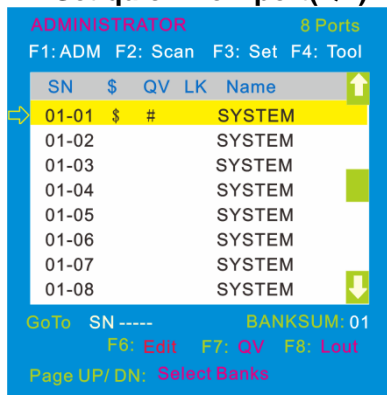 ADMINISTRATOR 8 Ports
F1: ADM F2: Scan F3: Set F4: Tool
SN $ QV LK Name
01-01 $ # SYSTEM
01-02 SYSTEM
01-03 SYSTEM
01-04 SYSTEM
01-05 SYSTEM
01-06 SYSTEM
01-07 SYSTEM
01-08 SYSTEM
GoTo SN ----- BANKSUM: 01
F6: Edit F7: QV F8: Lout
Page UP/ DN: Select Banks